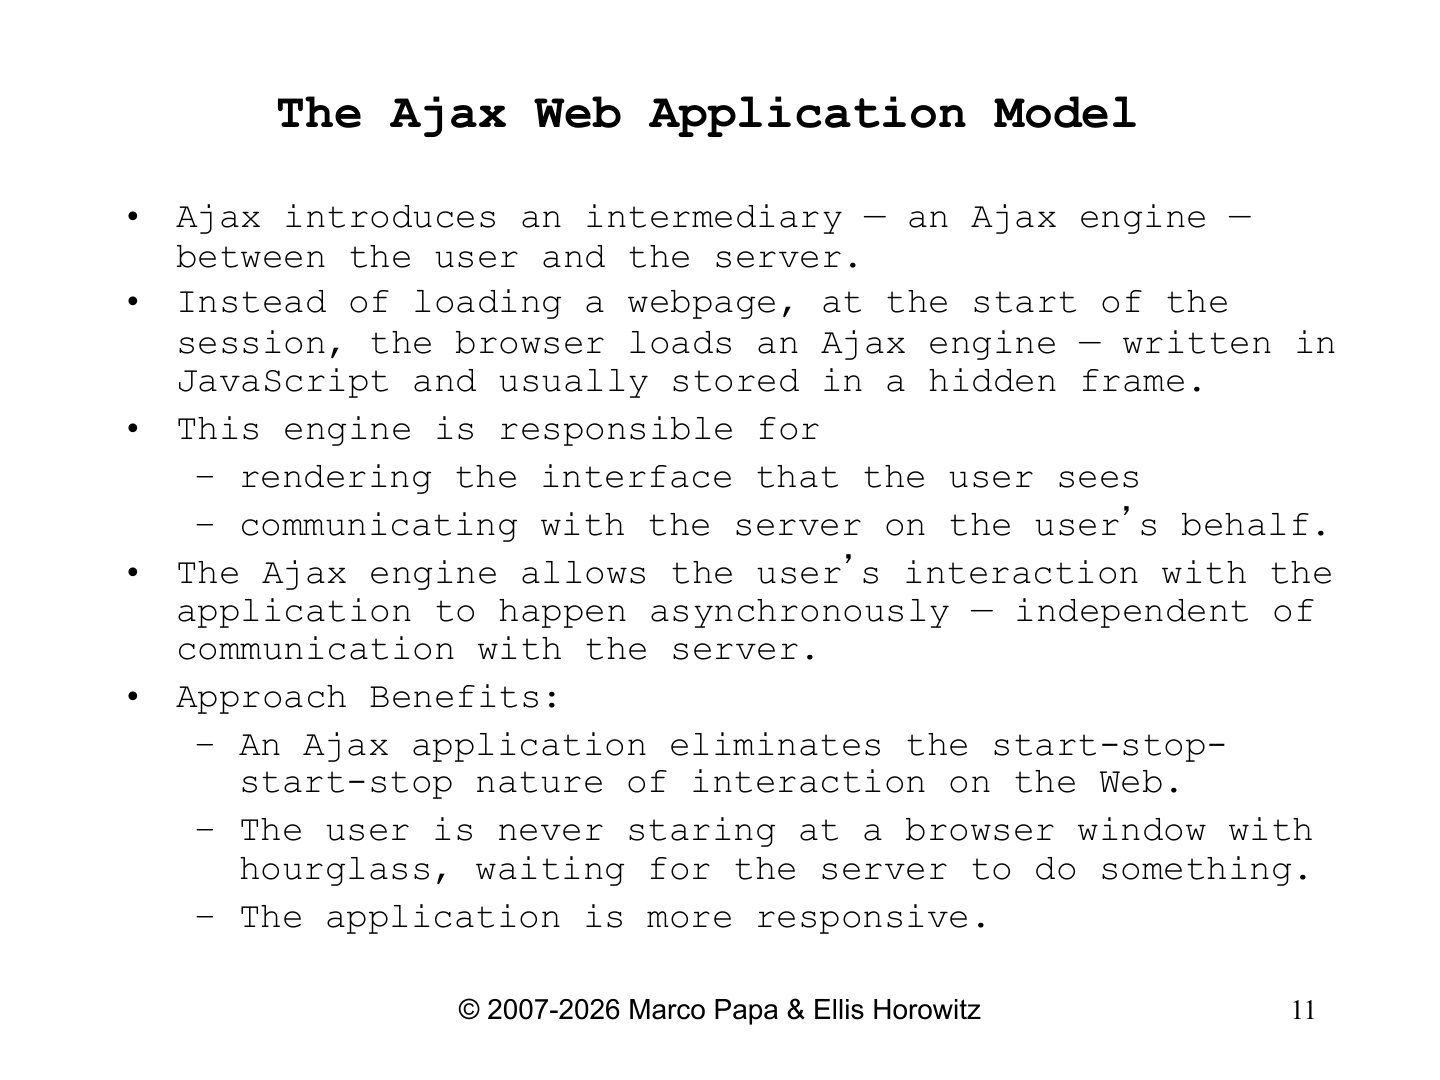 The Ajax Web Application Model
• Ajax introduces an intermediary — an Ajax engine —
between the user and the server.
• Instead of loading a webpage, at the start of the
session, the browser loads an Ajax engine — written in
JavaScript and usually stored in a hidden frame.
• This engine is responsible for
– rendering the interface that the user sees
– communicating with the server on the user’s behalf.
• The Ajax engine allows the user’s interaction with the
application to happen asynchronously — independent of
communication with the server.
• Approach Benefits:
– An Ajax application eliminates the start-stop-
start-stop nature of interaction on the Web.
– The user is never staring at a browser window with
hourglass, waiting for the server to do something.
– The application is more responsive.
© 2007-2026 Marco Papa & Ellis Horowitz
11